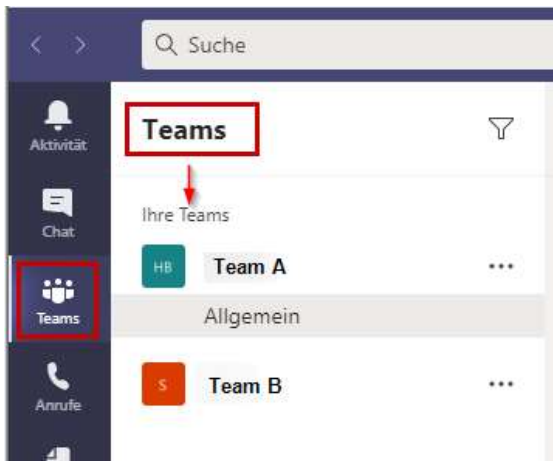 Suche
Aktivität
Chat
Teams
Anrufe
Teams
Ihre Teams
HB Team A
Allgemein
S Team B